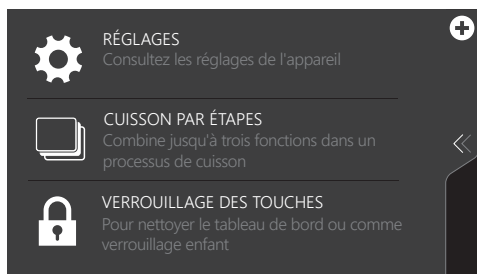 RÉGLAGES
Consultez les réglages de l'appareil
CUISSON PAR ÉTAPES
Combine jusqu'à trois fonctions dans un
processus de cuisson
VERROUILLAGE DES TOUCHES
Pour nettoyer le tableau de bord ou comme
verrouillage enfant